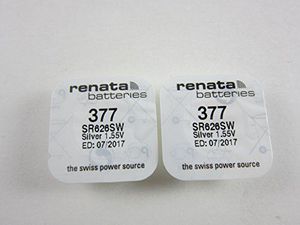 renata
batteries
377
SR626SW
Silver 1.55V
ED: 07/2017
the swiss power source
renata
batteries
377
SR626SW
Silver 1.55V
ED: 07/2017
the swiss power source